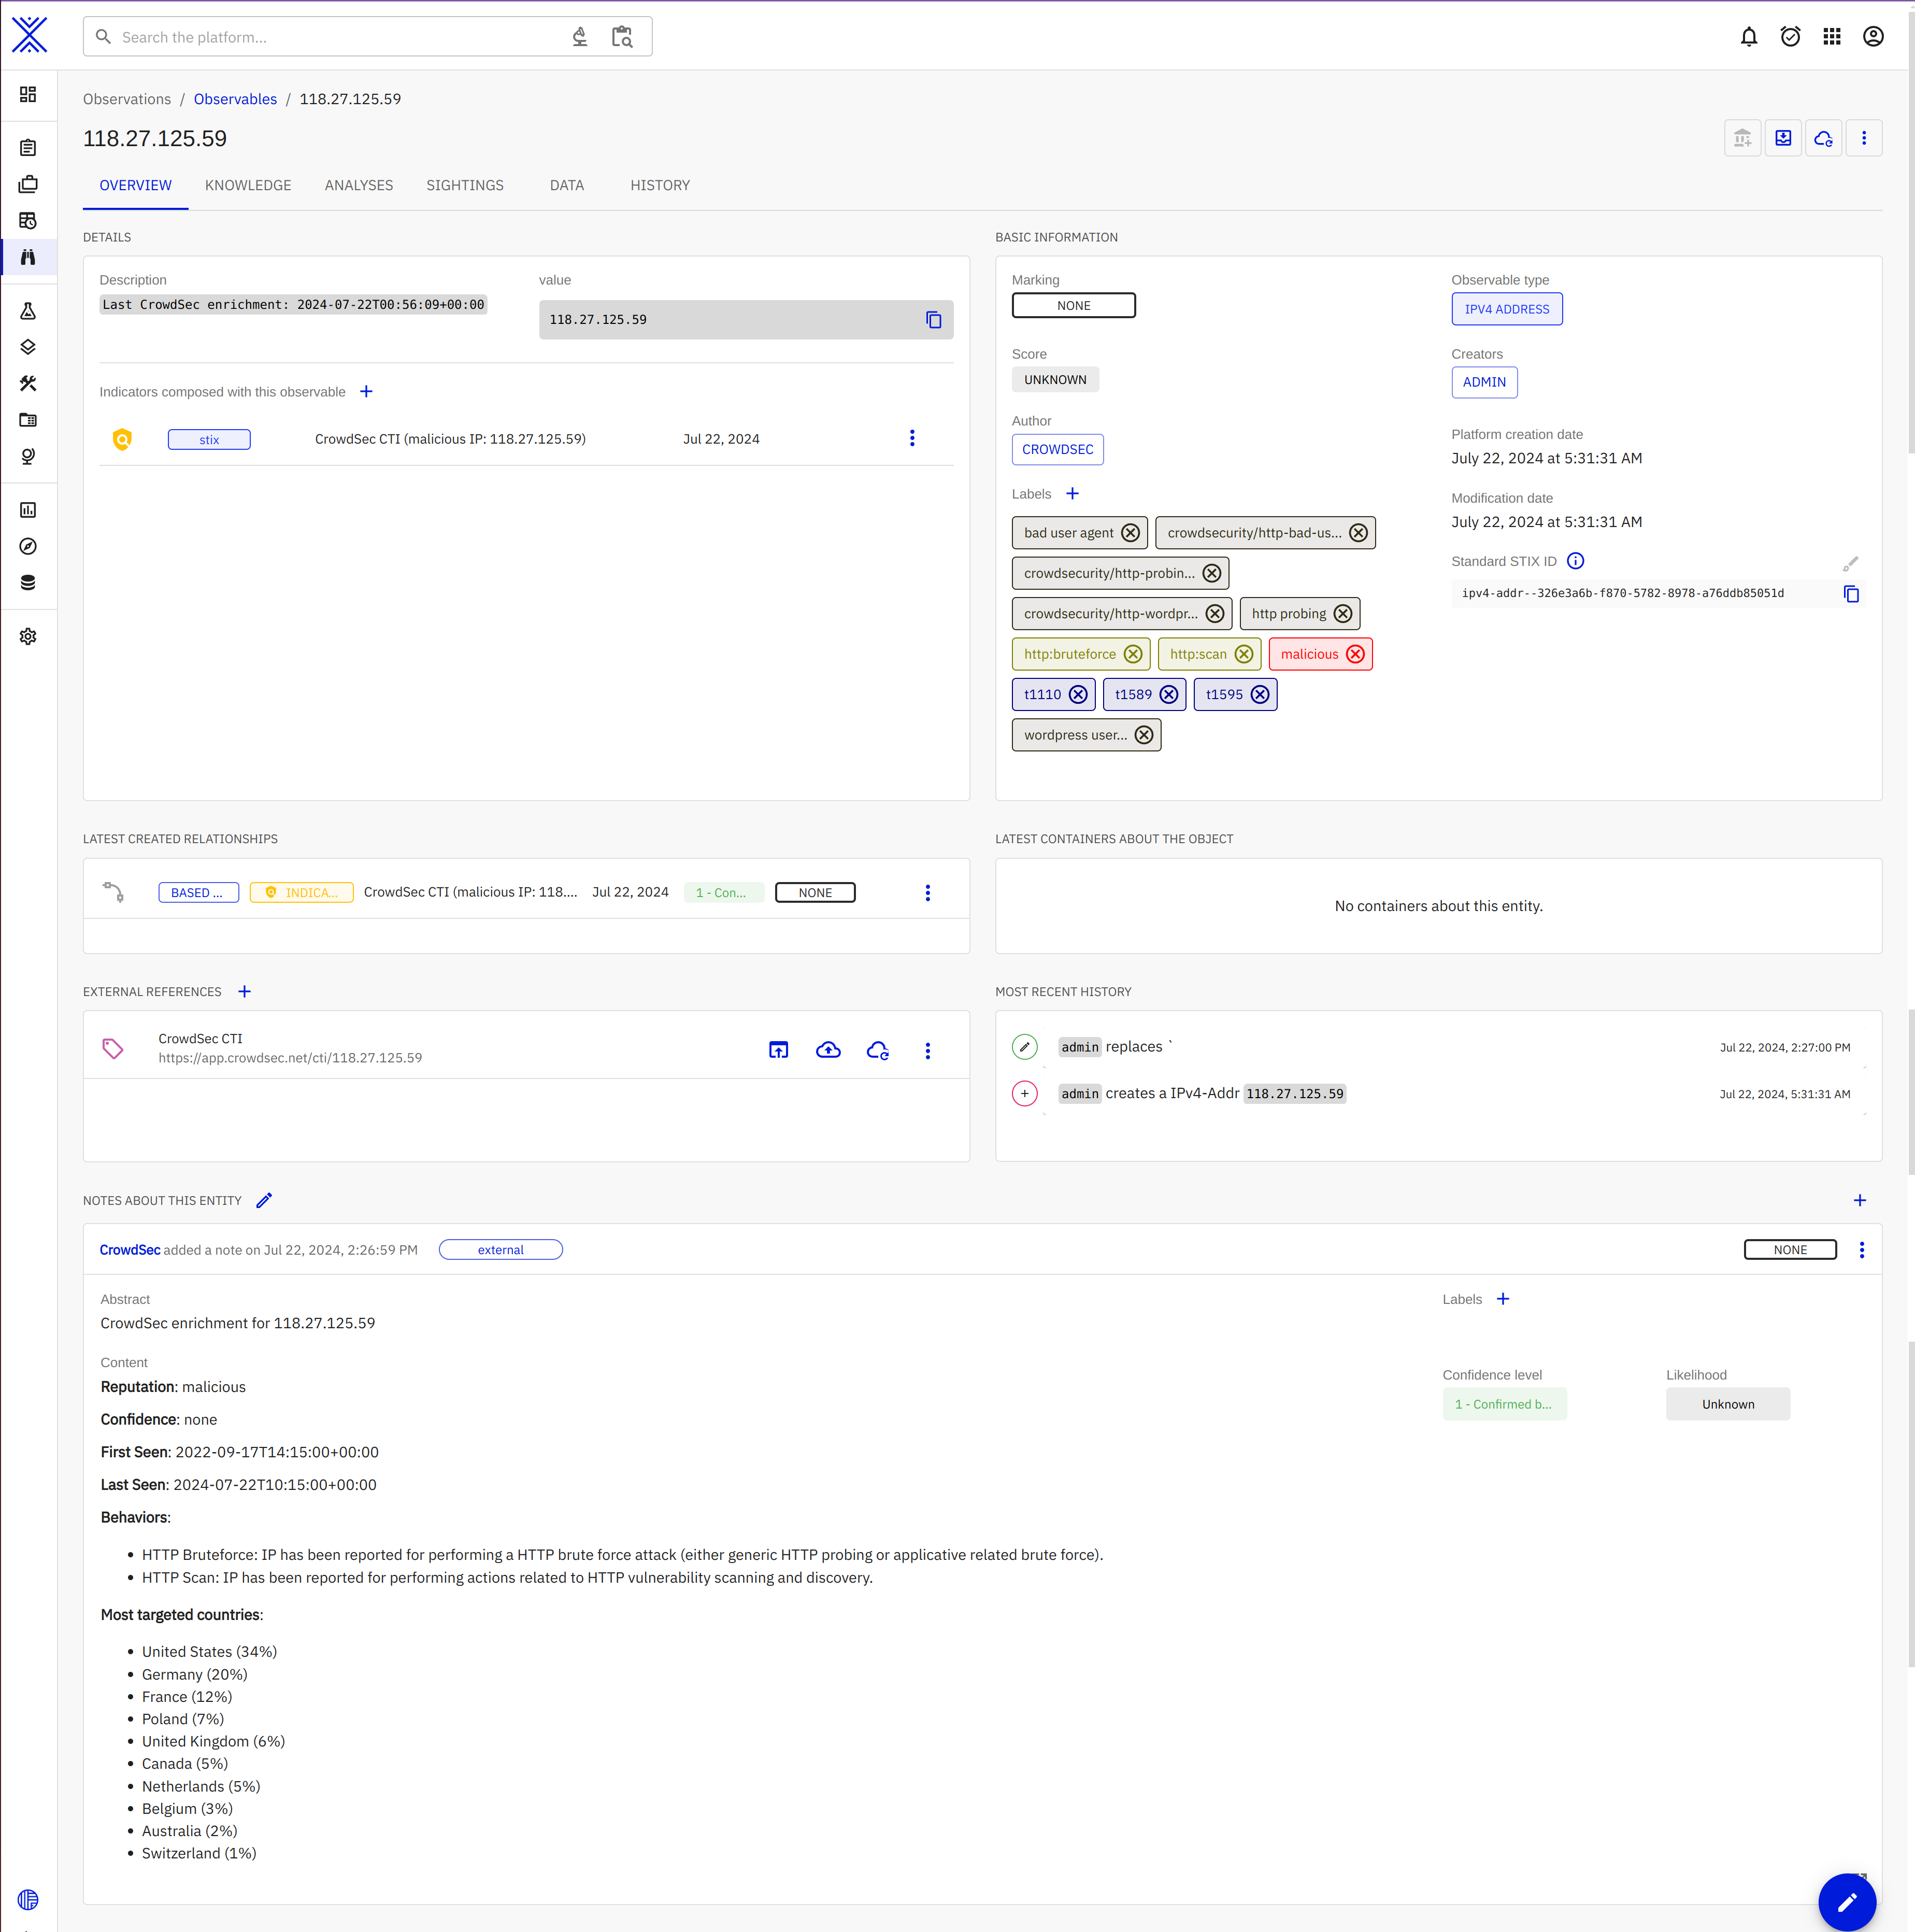 Search the platform...
Observations / Observables / 118.27.125.59
118.27.125.59
OVERVIEW KNOWLEDGE ANALYSES SIGHTINGS DATA HISTORY
DETAILS
Description
Last CrowdSec enrichment: 2024-07-22T00:56:09+00:00
value
118.27.125.59
Indicators composed with this observable
stix CrowdSec CTI (malicious IP: 118.27.125.59) Jul 22, 2024
BASIC INFORMATION
Marking
NONE
Score
UNKNOWN
Author
CROWDSEC
Labels
bad user agent crowdsecurity/http-bad-us...
crowdsecurity/http-probin...
crowdsecurity/http-wordpr... http probing
http:bruteforce http:scan malicious
t1110 t1589 t1595
wordpress user...
Observable type
IPV4 ADDRESS
Creators
ADMIN
Platform creation date
July 22, 2024 at 5:31:31 AM
Modification date
July 22, 2024 at 5:31:31 AM
Standard STIX ID
ipv4-addr--326e3a6b-f870-5782-8978-a76ddb85051d
LATEST CREATED RELATIONSHIPS
BASED ... INDICA... CrowdSec CTI (malicious IP: 118.... Jul 22, 2024 1 - Con... NONE
LATEST CONTAINERS ABOUT THE OBJECT
No containers about this entity.
EXTERNAL REFERENCES
CrowdSec CTI
https://app.crowdsec.net/cti/118.27.125.59
MOST RECENT HISTORY
admin replaces ` Jul 22, 2024, 2:27:00 PM
admin creates a IPv4-Addr 118.27.125.59 Jul 22, 2024, 5:31:31 AM
NOTES ABOUT THIS ENTITY
CrowdSec added a note on Jul 22, 2024, 2:26:59 PM external NONE
Abstract
CrowdSec enrichment for 118.27.125.59
Content
Reputation: malicious
Confidence: none
First Seen: 2022-09-17T14:15:00+00:00
Last Seen: 2024-07-22T10:15:00+00:00
Behaviors:
• HTTP Bruteforce: IP has been reported for performing a HTTP brute force attack (either generic HTTP probing or applicative related brute force).
• HTTP Scan: IP has been reported for performing actions related to HTTP vulnerability scanning and discovery.
Most targeted countries:
• United States (34%)
• Germany (20%)
• France (12%)
• Poland (7%)
• United Kingdom (6%)
• Canada (5%)
• Netherlands (5%)
• Belgium (3%)
• Australia (2%)
• Switzerland (1%)
Labels
Confidence level
1 - Confirmed b...
Likelihood
Unknown